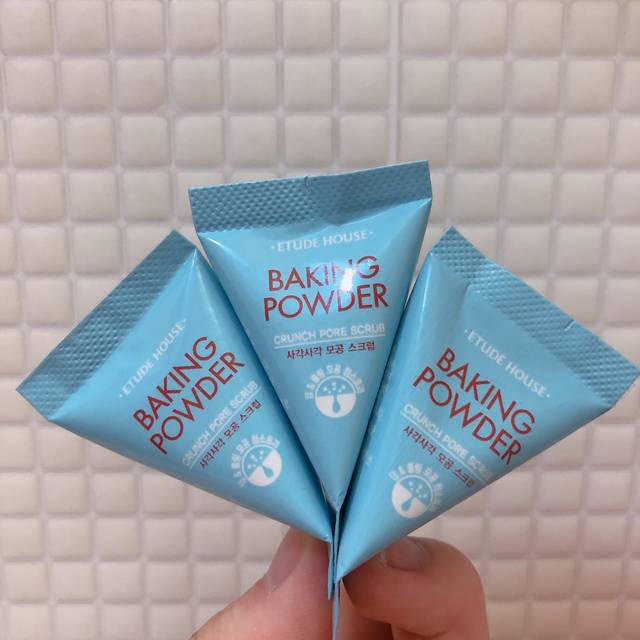 ·ETUDE HOUSE·
BAKING
POWDER
CRUNCH PORE SCRUB
사각사각 모공 스크럽
·ETUDE HOUSE·
BAKING
POWDER
CRUNCH PORE SCRUB
사각사각 모공 스크럽
·ETUDE HOUSE·
BAKING
POWDER
CRUNCH PORE SCRUB
사각사각 모공 스크럽